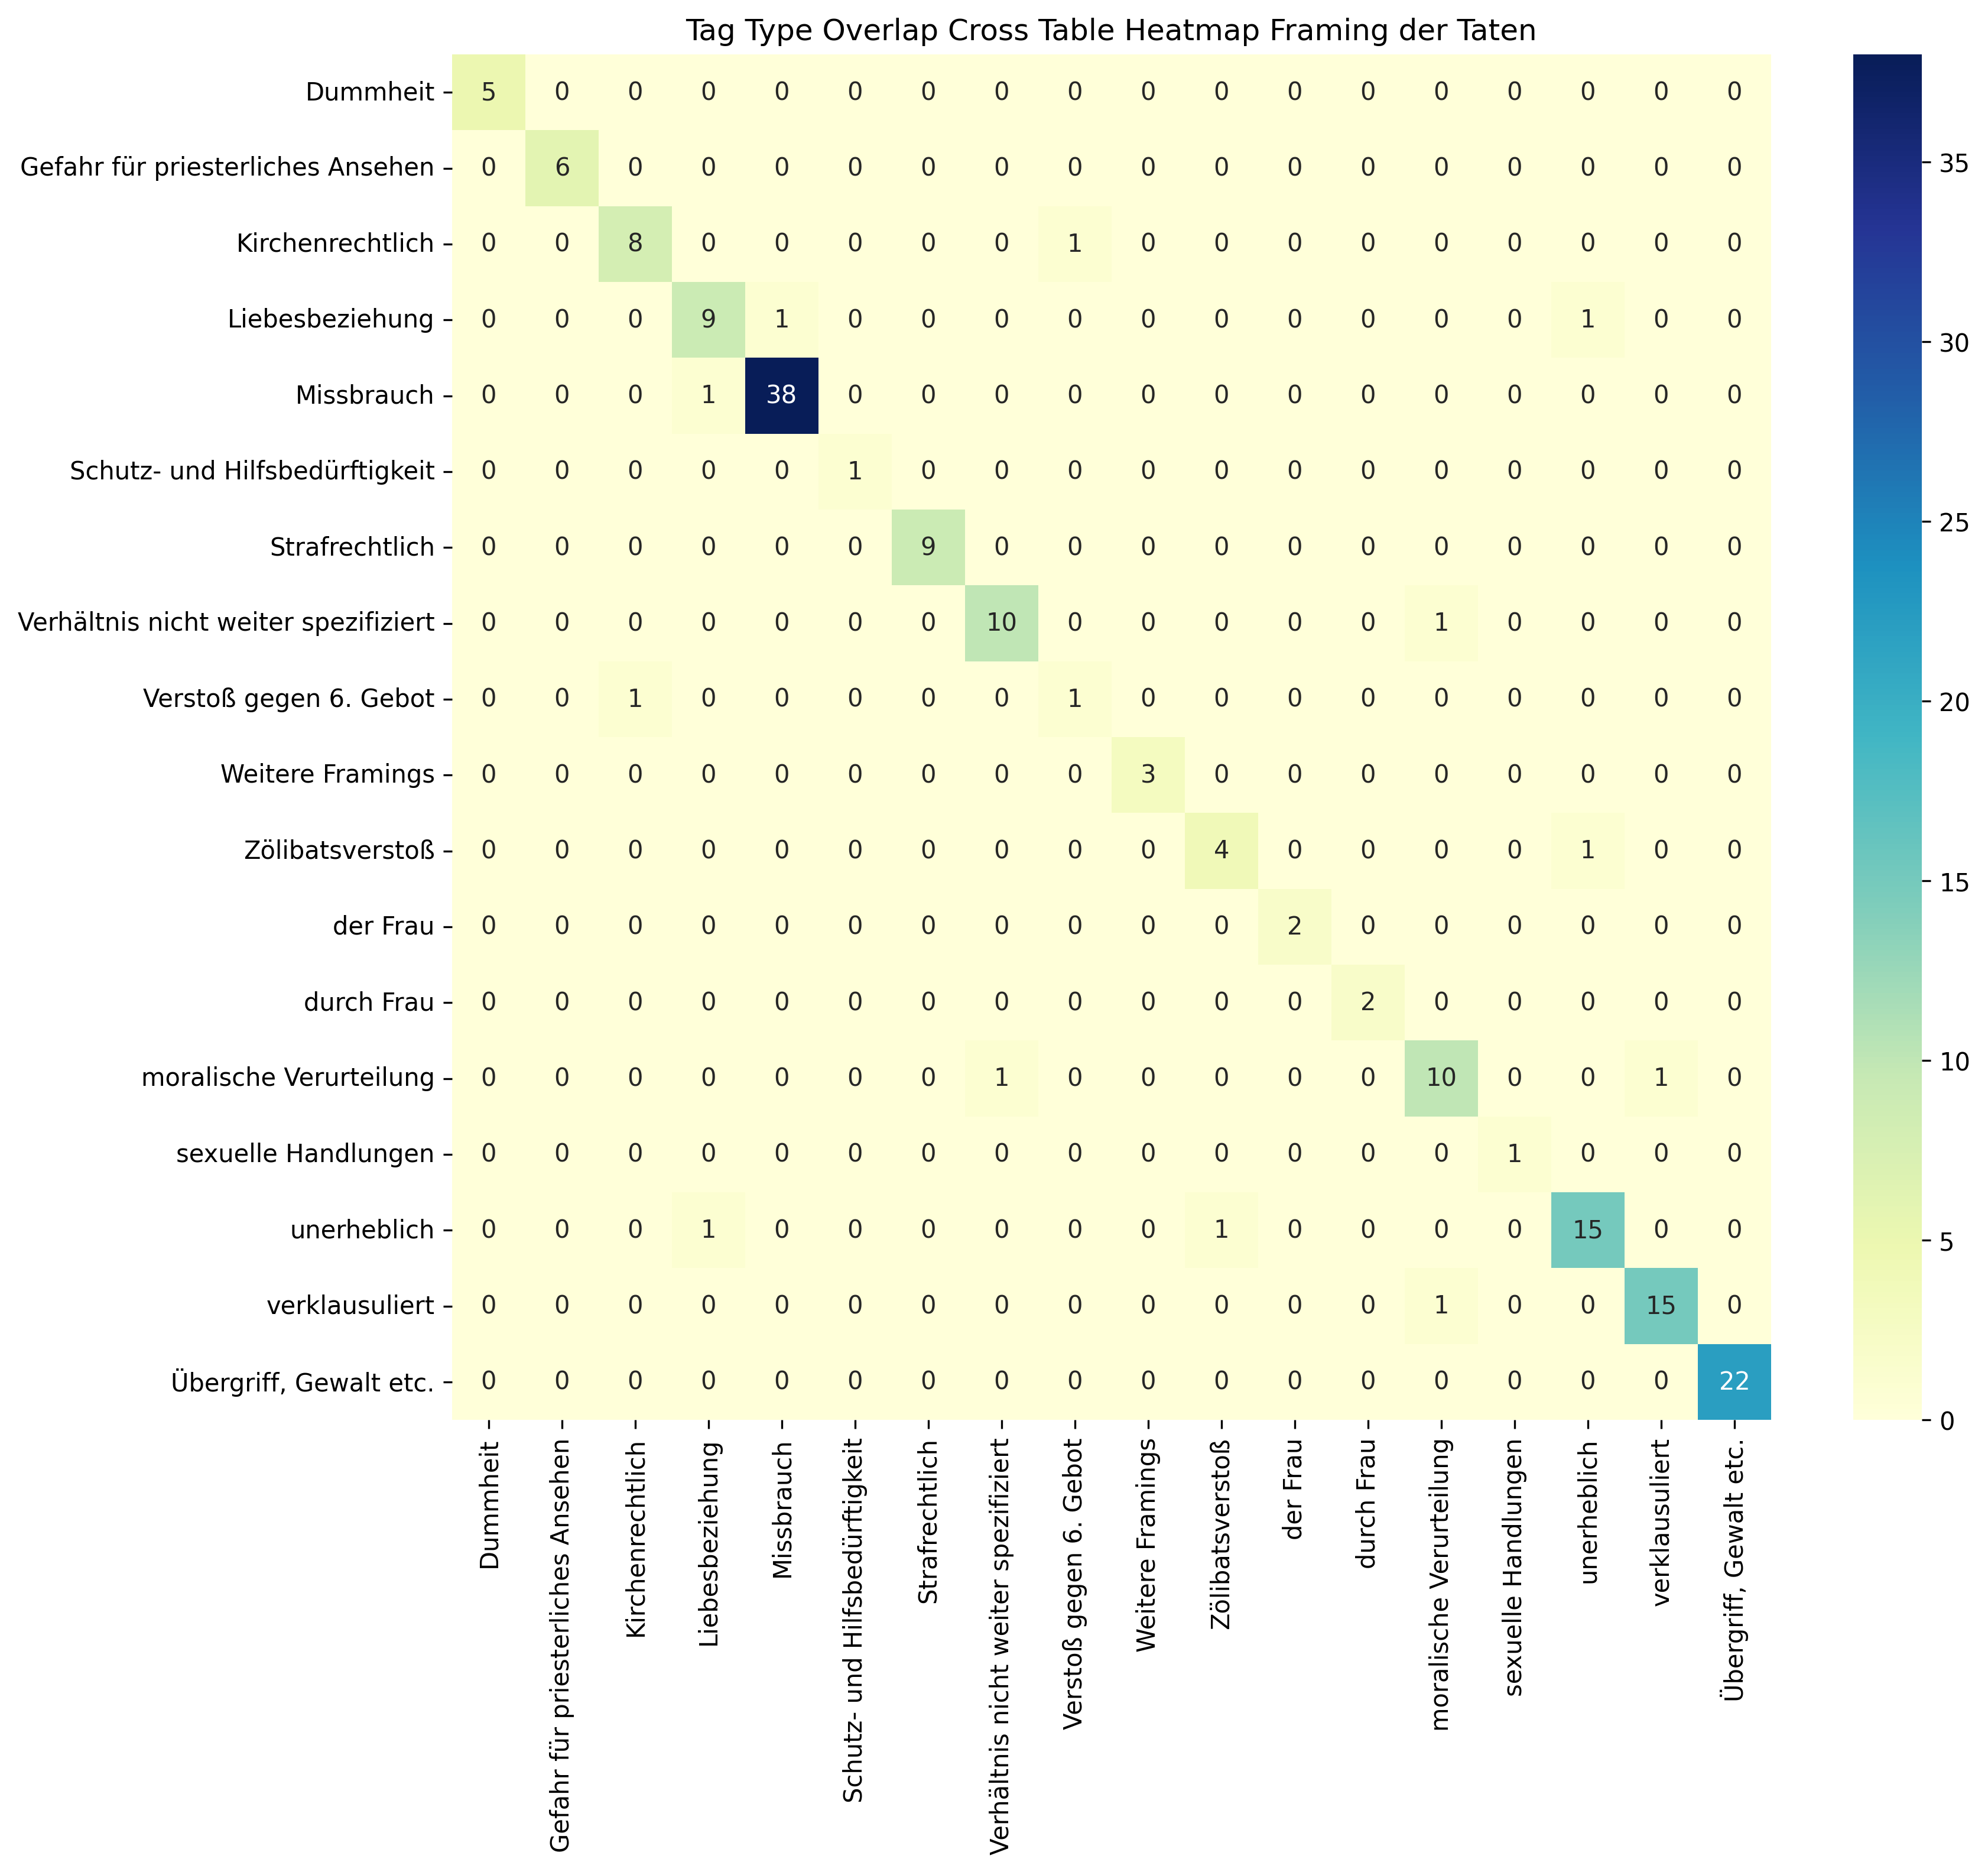 Tag Type Overlap Cross Table Heatmap Framing der Taten
Dummheit 5 0 0 0 0 0 0 0 0 0 0 0 0 0 0 0 0 0
Gefahr für priesterliches Ansehen 0 6 0 0 0 0 0 0 0 0 0 0 0 0 0 0 0 0
Kirchenrechtlich 0 0 8 0 0 0 0 0 1 0 0 0 0 0 0 0 0 0
Liebesbeziehung 0 0 0 9 1 0 0 0 0 0 0 0 0 0 0 1 0 0
Missbrauch 0 0 0 1 38 0 0 0 0 0 0 0 0 0 0 0 0 0
Schutz- und Hilfsbedürftigkeit 0 0 0 0 0 1 0 0 0 0 0 0 0 0 0 0 0 0
Strafrechtlich 0 0 0 0 0 0 9 0 0 0 0 0 0 0 0 0 0 0
Verhältnis nicht weiter spezifiziert 0 0 0 0 0 0 0 10 0 0 0 0 0 1 0 0 0 0
Verstoß gegen 6. Gebot 0 0 1 0 0 0 0 0 1 0 0 0 0 0 0 0 0 0
Weitere Framings 0 0 0 0 0 0 0 0 0 3 0 0 0 0 0 0 0 0
Zölibatsverstoß 0 0 0 0 0 0 0 0 0 0 4 0 0 0 0 1 0 0
der Frau 0 0 0 0 0 0 0 0 0 0 0 2 0 0 0 0 0 0
durch Frau 0 0 0 0 0 0 0 0 0 0 0 0 2 0 0 0 0 0
moralische Verurteilung 0 0 0 0 0 0 0 1 0 0 0 0 0 10 0 0 1 0
sexuelle Handlungen 0 0 0 0 0 0 0 0 0 0 0 0 0 0 1 0 0 0
unerheblich 0 0 0 1 0 0 0 0 0 0 1 0 0 0 0 15 0 0
verklausuliert 0 0 0 0 0 0 0 0 0 0 0 0 0 1 0 0 15 0
Übergriff, Gewalt etc. 0 0 0 0 0 0 0 0 0 0 0 0 0 0 0 0 0 22
Dummheit
Gefahr für priesterliches Ansehen
Kirchenrechtlich
Liebesbeziehung
Missbrauch
Schutz- und Hilfsbedürftigkeit
Strafrechtlich
Verhältnis nicht weiter spezifiziert
Verstoß gegen 6. Gebot
Weitere Framings
Zölibatsverstoß
der Frau
durch Frau
moralische Verurteilung
sexuelle Handlungen
unerheblich
verklausuliert
Übergriff, Gewalt etc.
35
30
25
20
15
10
5
0